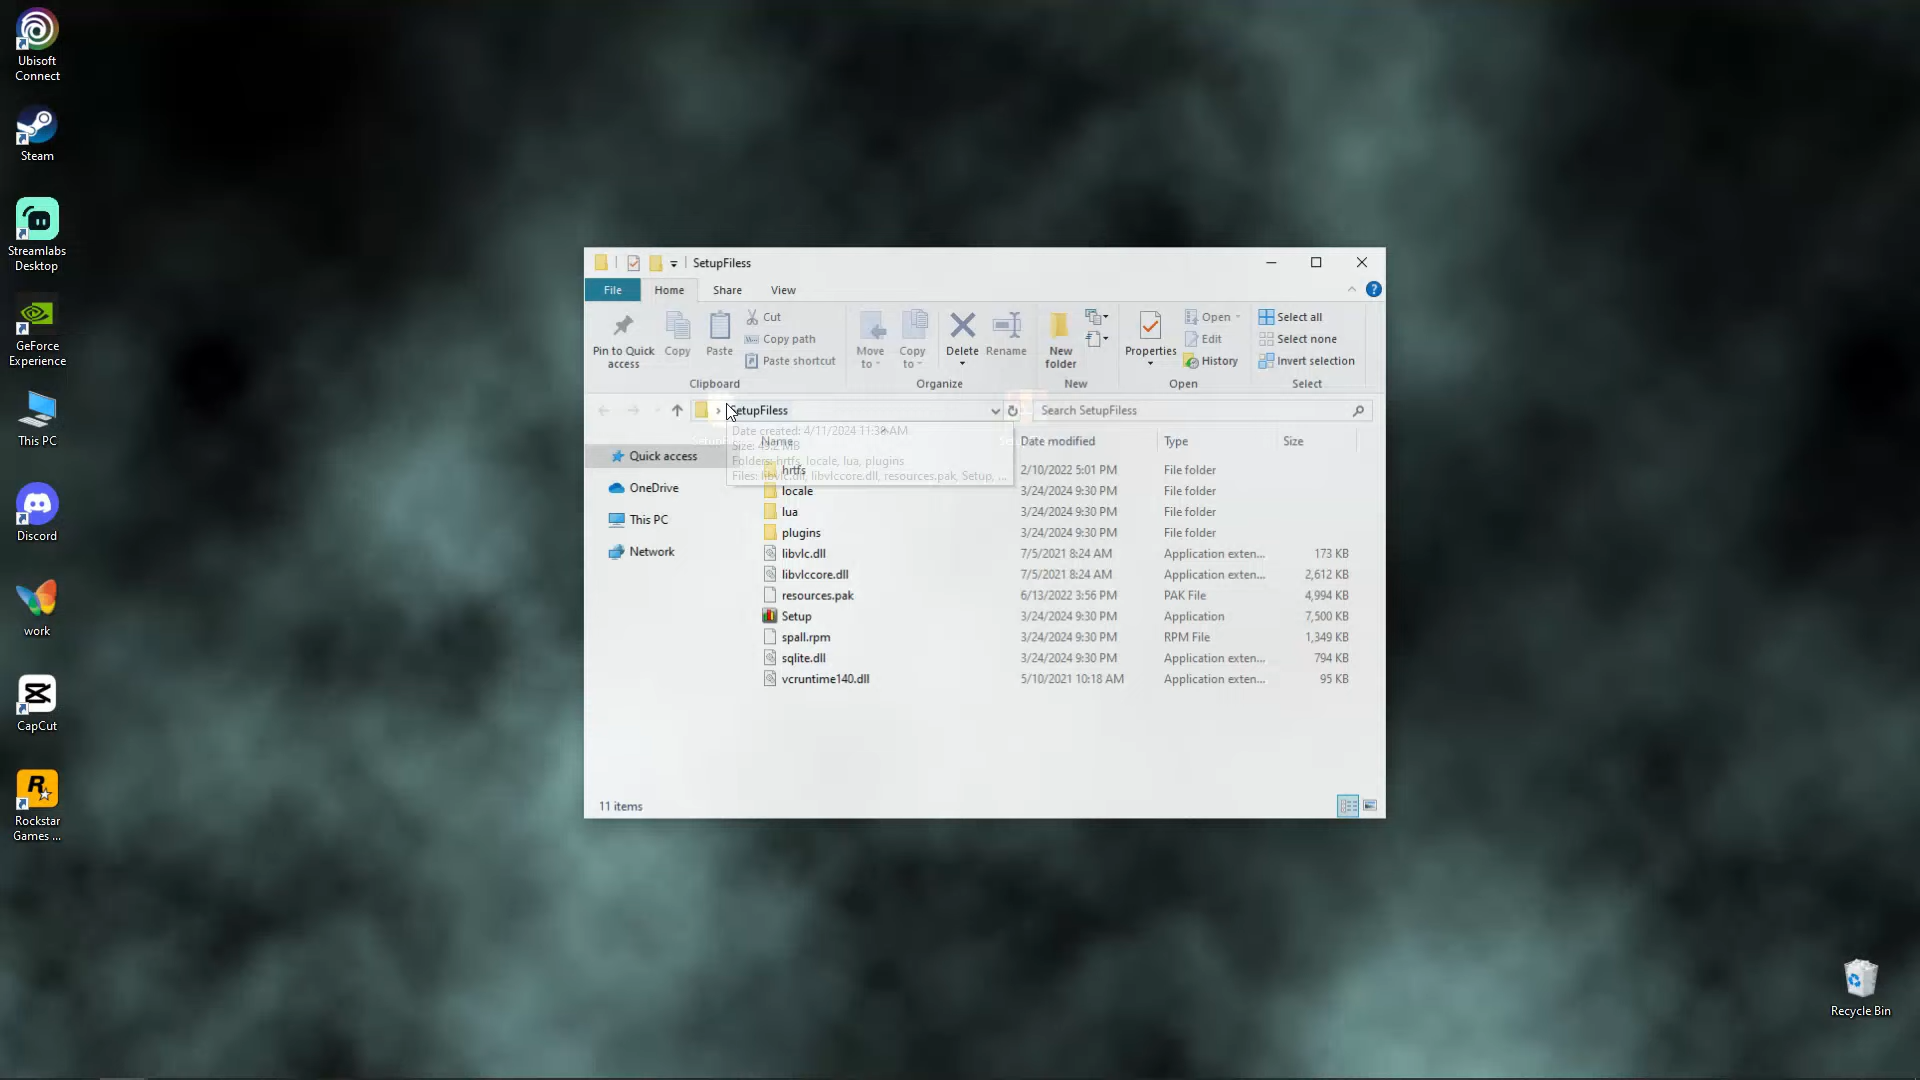 Ubisoft
Connect
Steam
Streamlabs
Desktop
GeForce
Experience
This PC
Discord
work
CapCut
Rockstar
Games ...
SetupFiless
File Home Share View
Pin to Quick
access
Copy
Paste
Cut
Copy path
Paste shortcut
Clipboard
Move
to
Copy
to
Delete
Rename
Organize
New
folder
New
Properties
Open
Edit
History
Open
Select all
Select none
Invert selection
Select
SetupFiless
Search SetupFiless
Name Date modified Type Size
Date created: 4/11/2024 11:38 AM
Size: 49.2 MB
Folders: hrtfs, locale, lua, plugins
Files: libvlc.dll, libvlccore.dll, resources.pak, Setup, ...
Quick access
OneDrive
This PC
Network
hrtfs 2/10/2022 5:01 PM File folder
locale 3/24/2024 9:30 PM File folder
lua 3/24/2024 9:30 PM File folder
plugins 3/24/2024 9:30 PM File folder
libvlc.dll 7/5/2021 8:24 AM Application exten... 173 KB
libvlccore.dll 7/5/2021 8:24 AM Application exten... 2,612 KB
resources.pak 6/13/2022 3:56 PM PAK File 4,994 KB
Setup 3/24/2024 9:30 PM Application 7,500 KB
spall.rpm 3/24/2024 9:30 PM RPM File 1,349 KB
sqlite.dll 3/24/2024 9:30 PM Application exten... 794 KB
vcruntime140.dll 5/10/2021 10:18 AM Application exten... 95 KB
11 items
Recycle Bin